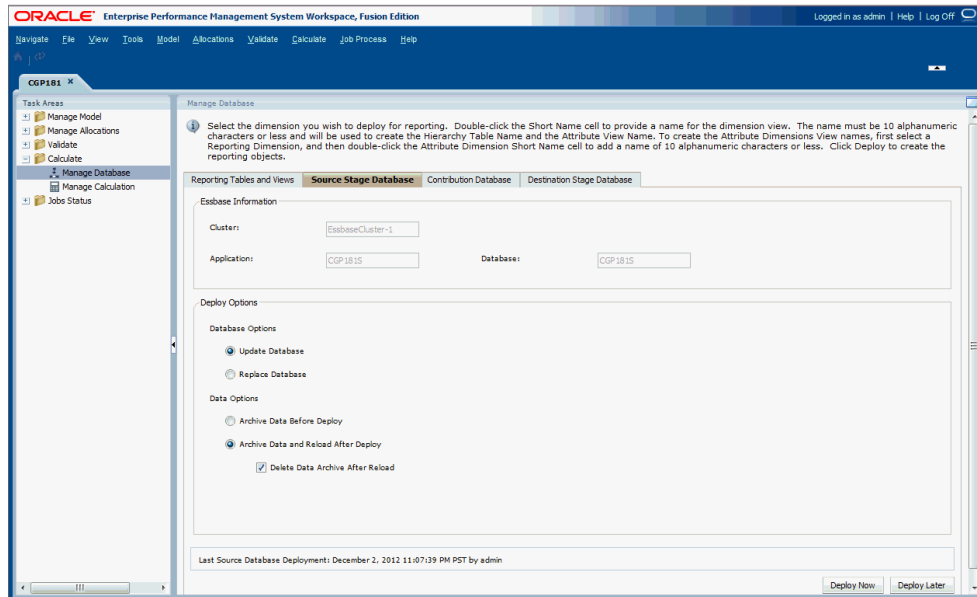 ORACLE Enterprise Performance Management System Workspace, Fusion Edition
Logged in as admin | Help | Log Off
Navigate File View Tools Model Allocations Validate Calculate Job Process Help
CGP181
Task Areas
Manage Model
Manage Allocations
Validate
Calculate
Manage Database
Manage Calculation
Jobs Status
Manage Database
Select the dimension you wish to deploy for reporting. Double-click the Short Name cell to provide a name for the dimension view. The name must be 10 alphanumeric
characters or less and will be used to create the Hierarchy Table Name and the Attribute View Name. To create the Attribute Dimensions View names, first select a
Reporting Dimension, and then double-click the Attribute Dimension Short Name cell to add a name of 10 alphanumeric characters or less. Click Deploy to create the
reporting objects.
Reporting Tables and Views Source Stage Database Contribution Database Destination Stage Database
Essbase Information
Cluster: EssbaseCluster-1
Application: CGP181S Database: CGP181S
Deploy Options
Database Options
Update Database
Replace Database
Data Options
Archive Data Before Deploy
Archive Data and Reload After Deploy
Delete Data Archive After Reload
Last Source Database Deployment: December 2, 2012 11:07:39 PM PST by admin
Deploy Now Deploy Later